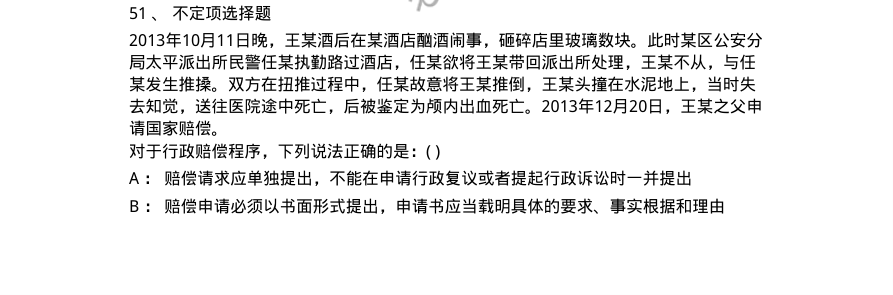 51 、 不定项选择题
2013年10月11日晚，王某酒后在某酒店酗酒闹事，砸碎店里玻璃数块。此时某区公安分
局太平派出所民警任某执勤路过酒店，任某欲将王某带回派出所处理，王某不从，与任
某发生推搡。双方在扭推过程中，任某故意将王某推倒，王某头撞在水泥地上，当时失
去知觉，送往医院途中死亡，后被鉴定为颅内出血死亡。2013年12月20日，王某之父申
请国家赔偿。
对于行政赔偿程序，下列说法正确的是：( )
A ： 赔偿请求应单独提出，不能在申请行政复议或者提起行政诉讼时一并提出
B ： 赔偿申请必须以书面形式提出，申请书应当载明具体的要求、事实根据和理由